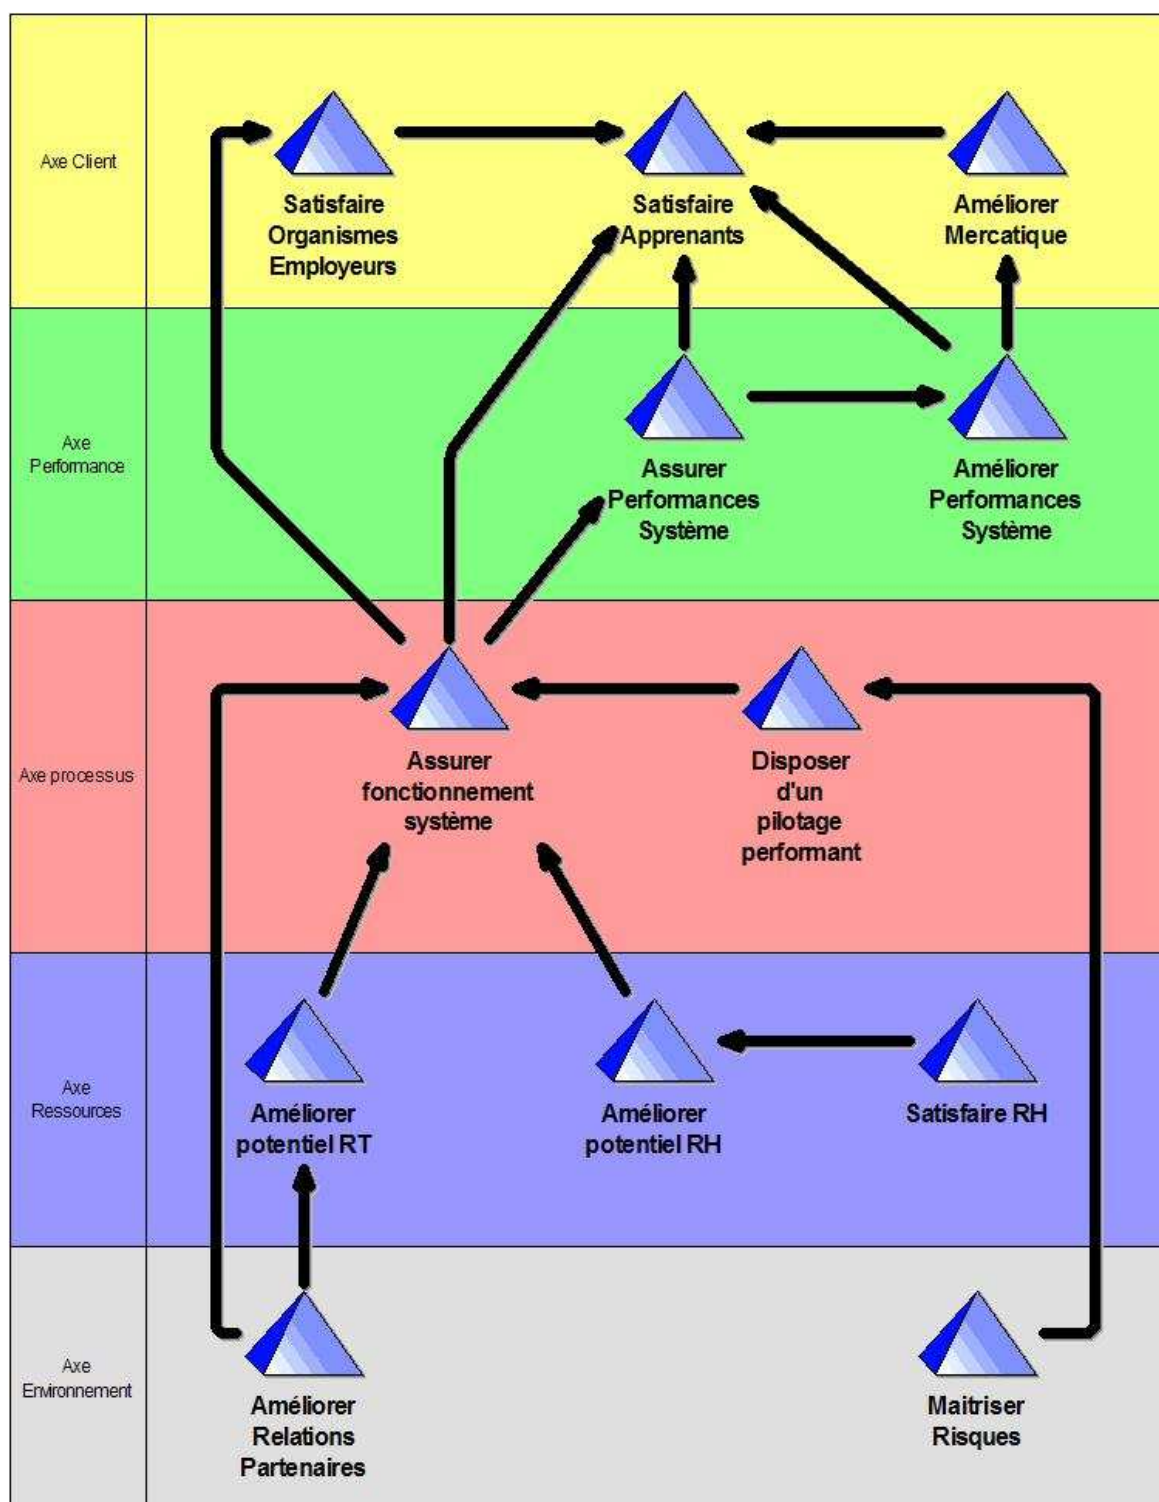 Axe Client
Satisfaire
Organismes
Employeurs
Satisfaire
Apprenants
Améliorer
Mercatique
Axe
Performance
Assurer
Performances
Système
Améliorer
Performances
Système
Axe processus
Assurer
fonctionnement
système
Disposer
d'un
pilotage
performant
Axe
Ressources
Améliorer
potentiel RT
Améliorer
potentiel RH
Satisfaire RH
Axe
Environnement
Améliorer
Relations
Partenaires
Maitriser
Risques